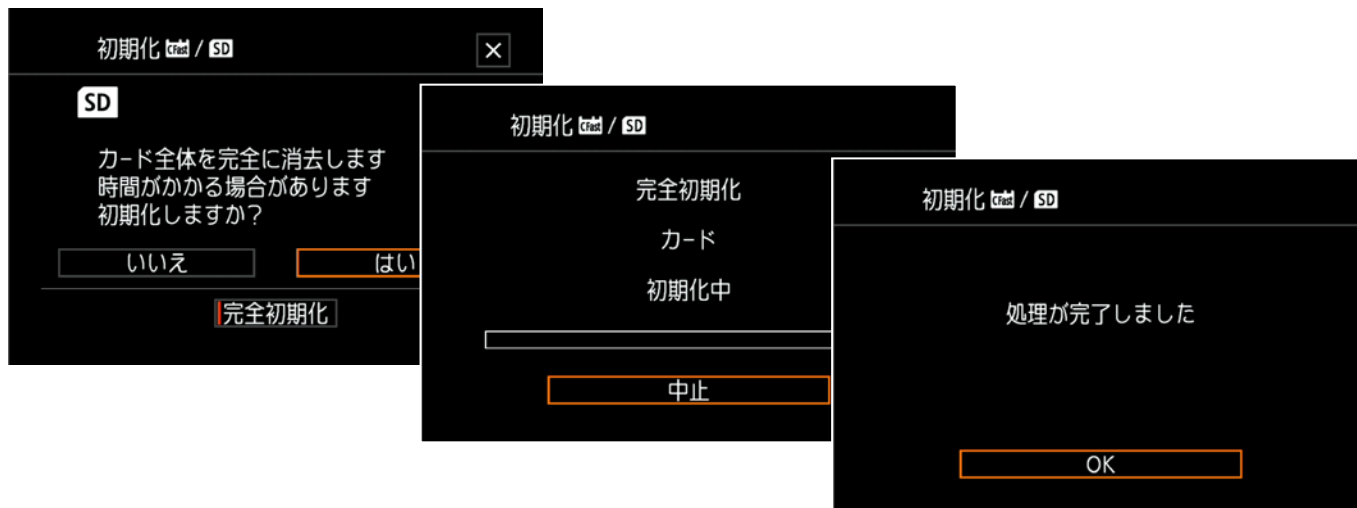 初期化 CFast / SD
×
SD
カード全体を完全に消去します
時間がかかる場合があります
初期化しますか?
いいえ
はい
完全初期化
初期化 CFast / SD
完全初期化
カード
初期化中
中止
初期化 CFast / SD
処理が完了しました
OK